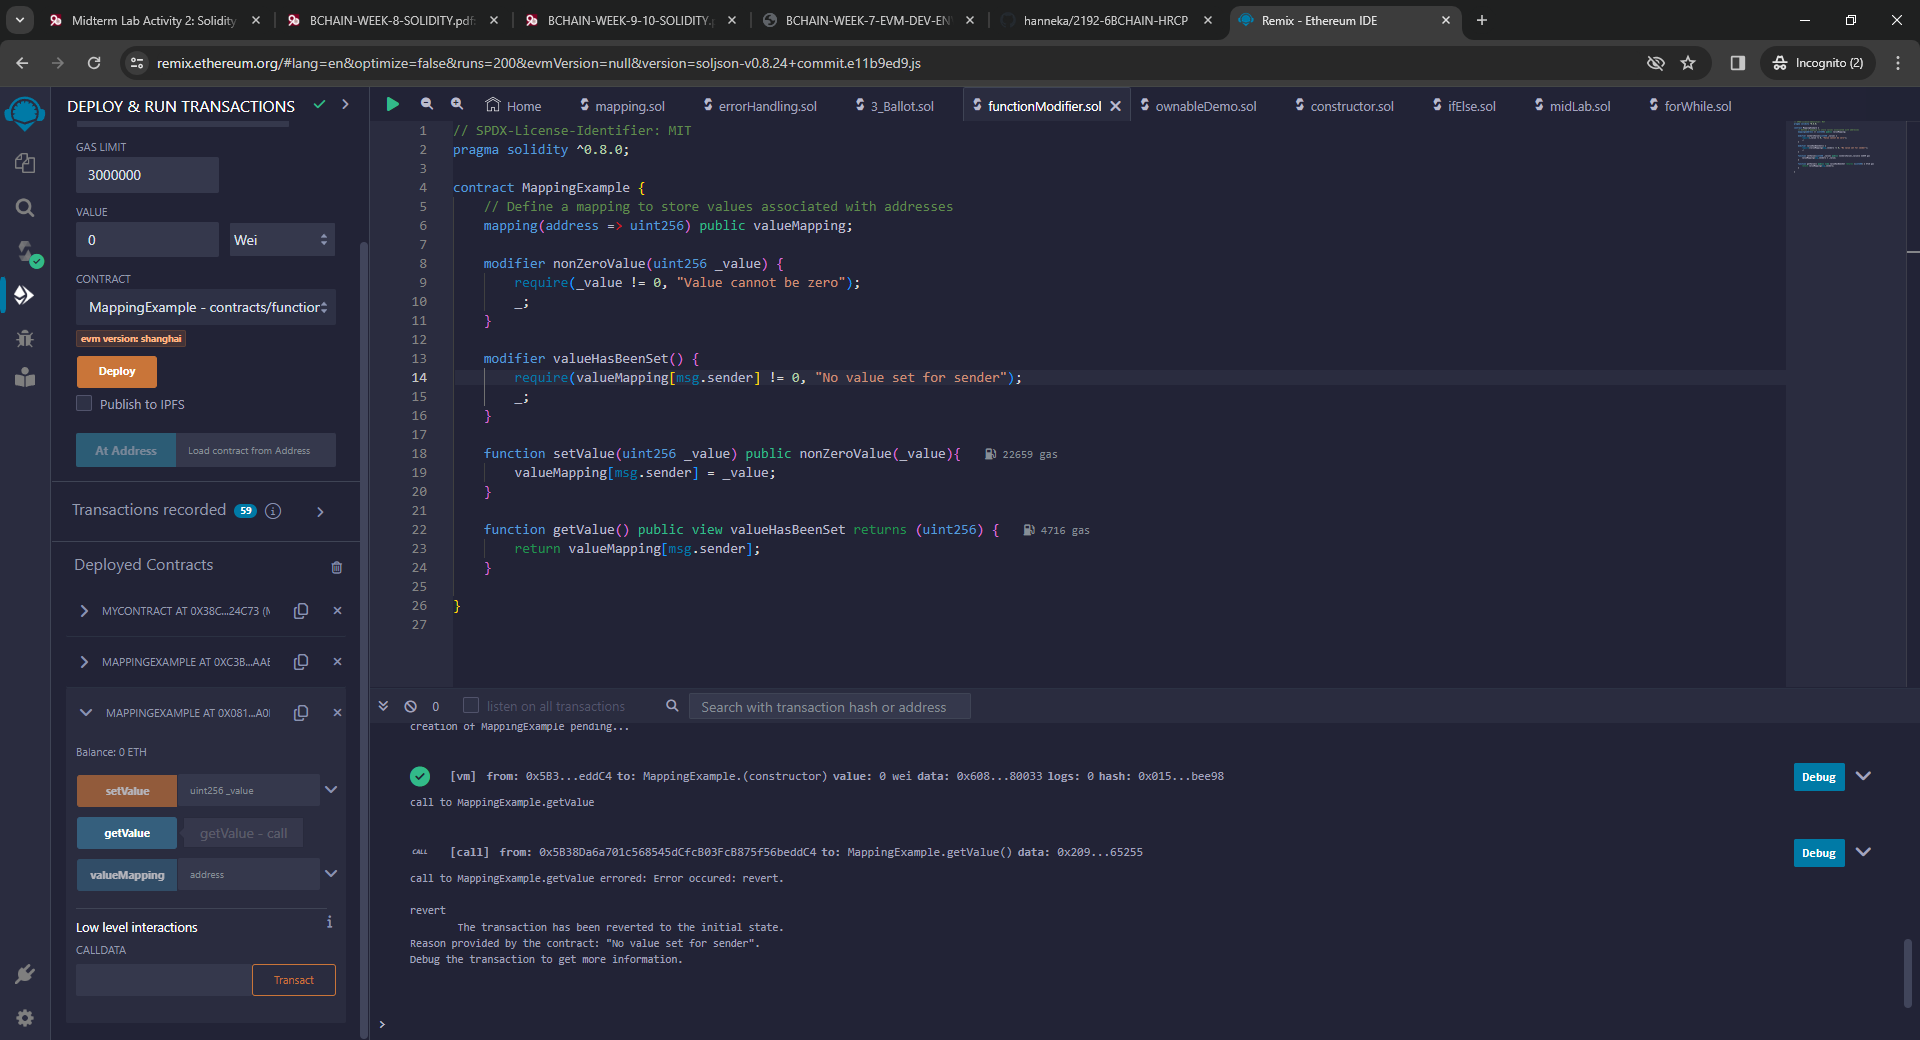 Midterm Lab Activity 2: Solidity
BCHAIN-WEEK-8-SOLIDITY.pdf
BCHAIN-WEEK-9-10-SOLIDITY.
BCHAIN-WEEK-7-EVM-DEV-EN
hanneka/2192-6BCHAIN-HRCP
Remix - Ethereum IDE
remix.ethereum.org/#lang=en&optimize=false&runs=200&evmVersion=null&version=soljson-v0.8.24+commit.e11b9ed9.js
Incognito (2)
DEPLOY & RUN TRANSACTIONS
GAS LIMIT
3000000
VALUE
0
Wei
CONTRACT
MappingExample - contracts/function
evm version: shanghai
Deploy
Publish to IPFS
At Address
Load contract from Address
Transactions recorded 59 i
Deployed Contracts
MYCONTRACT AT 0X38C...24C73 (M
MAPPINGEXAMPLE AT 0XC3B...AAE
MAPPINGEXAMPLE AT 0X081...A0I
Balance: 0 ETH
setValue
uint256 _value
getValue
getValue - call
valueMapping
address
Low level interactions
i
CALLDATA
Transact
Home
mapping.sol
errorHandling.sol
3_Ballot.sol
functionModifier.sol
ownableDemo.sol
constructor.sol
ifElse.sol
midLab.sol
forWhile.sol
1 // SPDX-License-Identifier: MIT
2 pragma solidity ^0.8.0;
3
4 contract MappingExample {
5 // Define a mapping to store values associated with addresses
6 mapping(address => uint256) public valueMapping;
7
8 modifier nonZeroValue(uint256 _value) {
9 require(_value != 0, "Value cannot be zero");
10 _;
11 }
12
13 modifier valueHasBeenSet() {
14 require(valueMapping[msg.sender] != 0, "No value set for sender");
15 _;
16 }
17
18 function setValue(uint256 _value) public nonZeroValue(_value){ 22659 gas
19 valueMapping[msg.sender] = _value;
20 }
21
22 function getValue() public view valueHasBeenSet returns (uint256) { 4716 gas
23 return valueMapping[msg.sender];
24 }
25
26 }
27
0
listen on all transactions
Search with transaction hash or address
creation of MappingExample pending...
[vm] from: 0x5B3...eddC4 to: MappingExample.(constructor) value: 0 wei data: 0x608...80033 logs: 0 hash: 0x015...bee98
Debug
call to MappingExample.getValue
CALL [call] from: 0x5B38Da6a701c568545dCfcB03FcB875f56beddC4 to: MappingExample.getValue() data: 0x209...65255
Debug
call to MappingExample.getValue errored: Error occured: revert.
revert
The transaction has been reverted to the initial state.
Reason provided by the contract: "No value set for sender".
Debug the transaction to get more information.
>